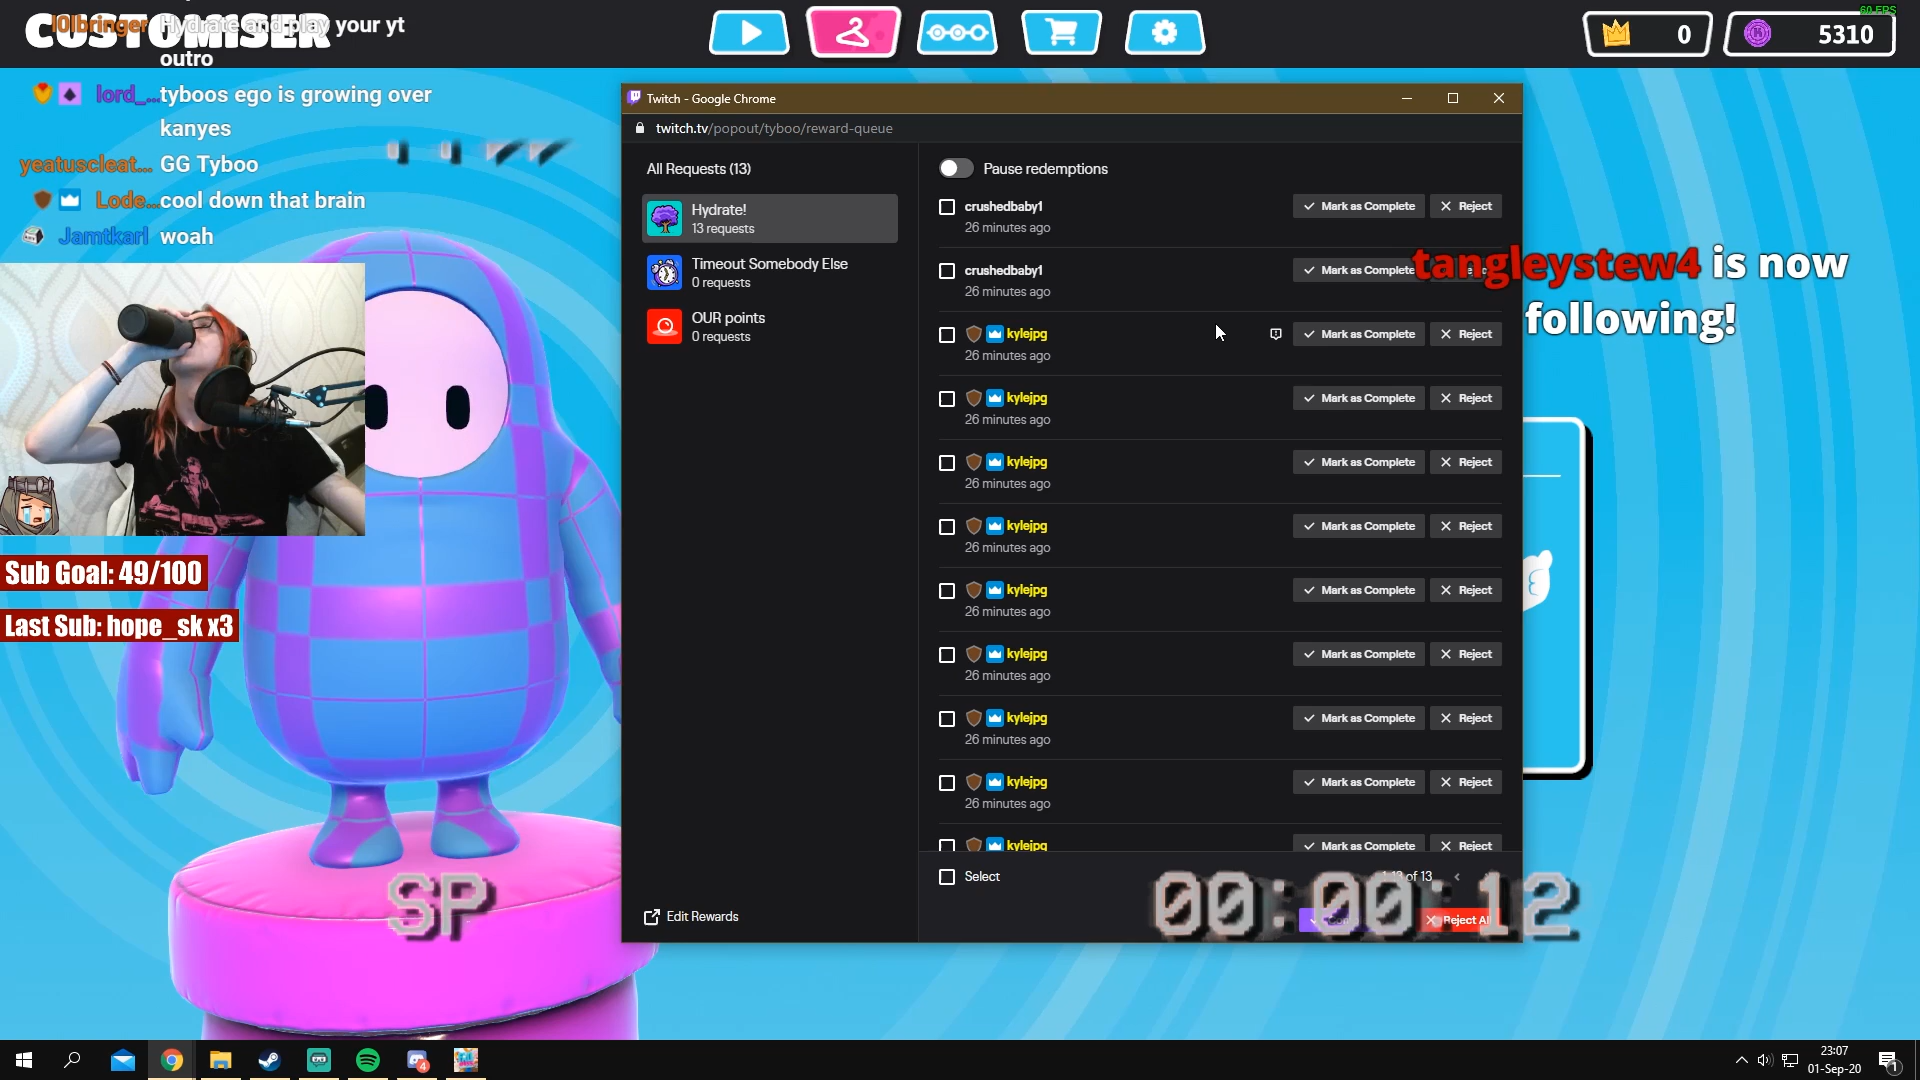 CUSTOMISER
l0lbringer Hydrate and play your yt
outro
lord_... tyboos ego is growing over
kanyes
yeatuscleat... GG Tyboo
Lode... cool down that brain
Jamtkarl woah
60 FPS
0
5310
Twitch - Google Chrome
twitch.tv/popout/tyboo/reward-queue
All Requests (13)
Hydrate!
13 requests
Timeout Somebody Else
0 requests
OUR points
0 requests
Edit Rewards
Pause redemptions
crushedbaby1 Mark as Complete Reject
26 minutes ago
crushedbaby1 Mark as Complete
26 minutes ago
kylejpg Mark as Complete Reject
26 minutes ago
kylejpg Mark as Complete Reject
26 minutes ago
kylejpg Mark as Complete Reject
26 minutes ago
kylejpg Mark as Complete Reject
26 minutes ago
kylejpg Mark as Complete Reject
26 minutes ago
kylejpg Mark as Complete Reject
26 minutes ago
kylejpg Mark as Complete Reject
26 minutes ago
kylejpg Mark as Complete Reject
26 minutes ago
kylejpg Mark as Complete Reject
Select
of 13
Reject All
tangleystew4 is now
following!
Sub Goal: 49/100
Last Sub: hope_sk x3
SP
00:00:12
4
23:07
01-Sep-20
1